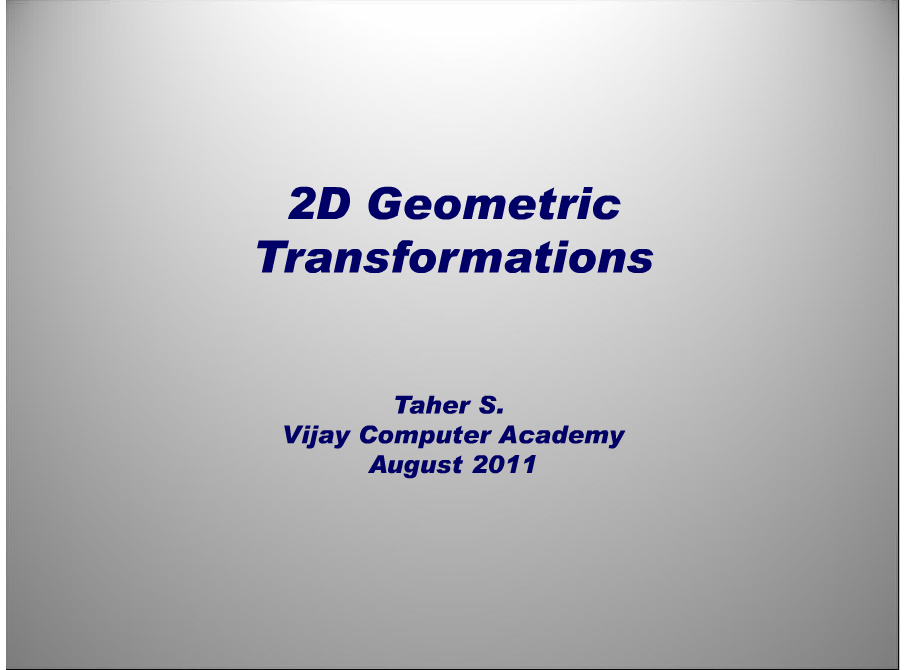 2D Geometric
Transformations
Taher S.
Vijay Computer Academy
August 2011